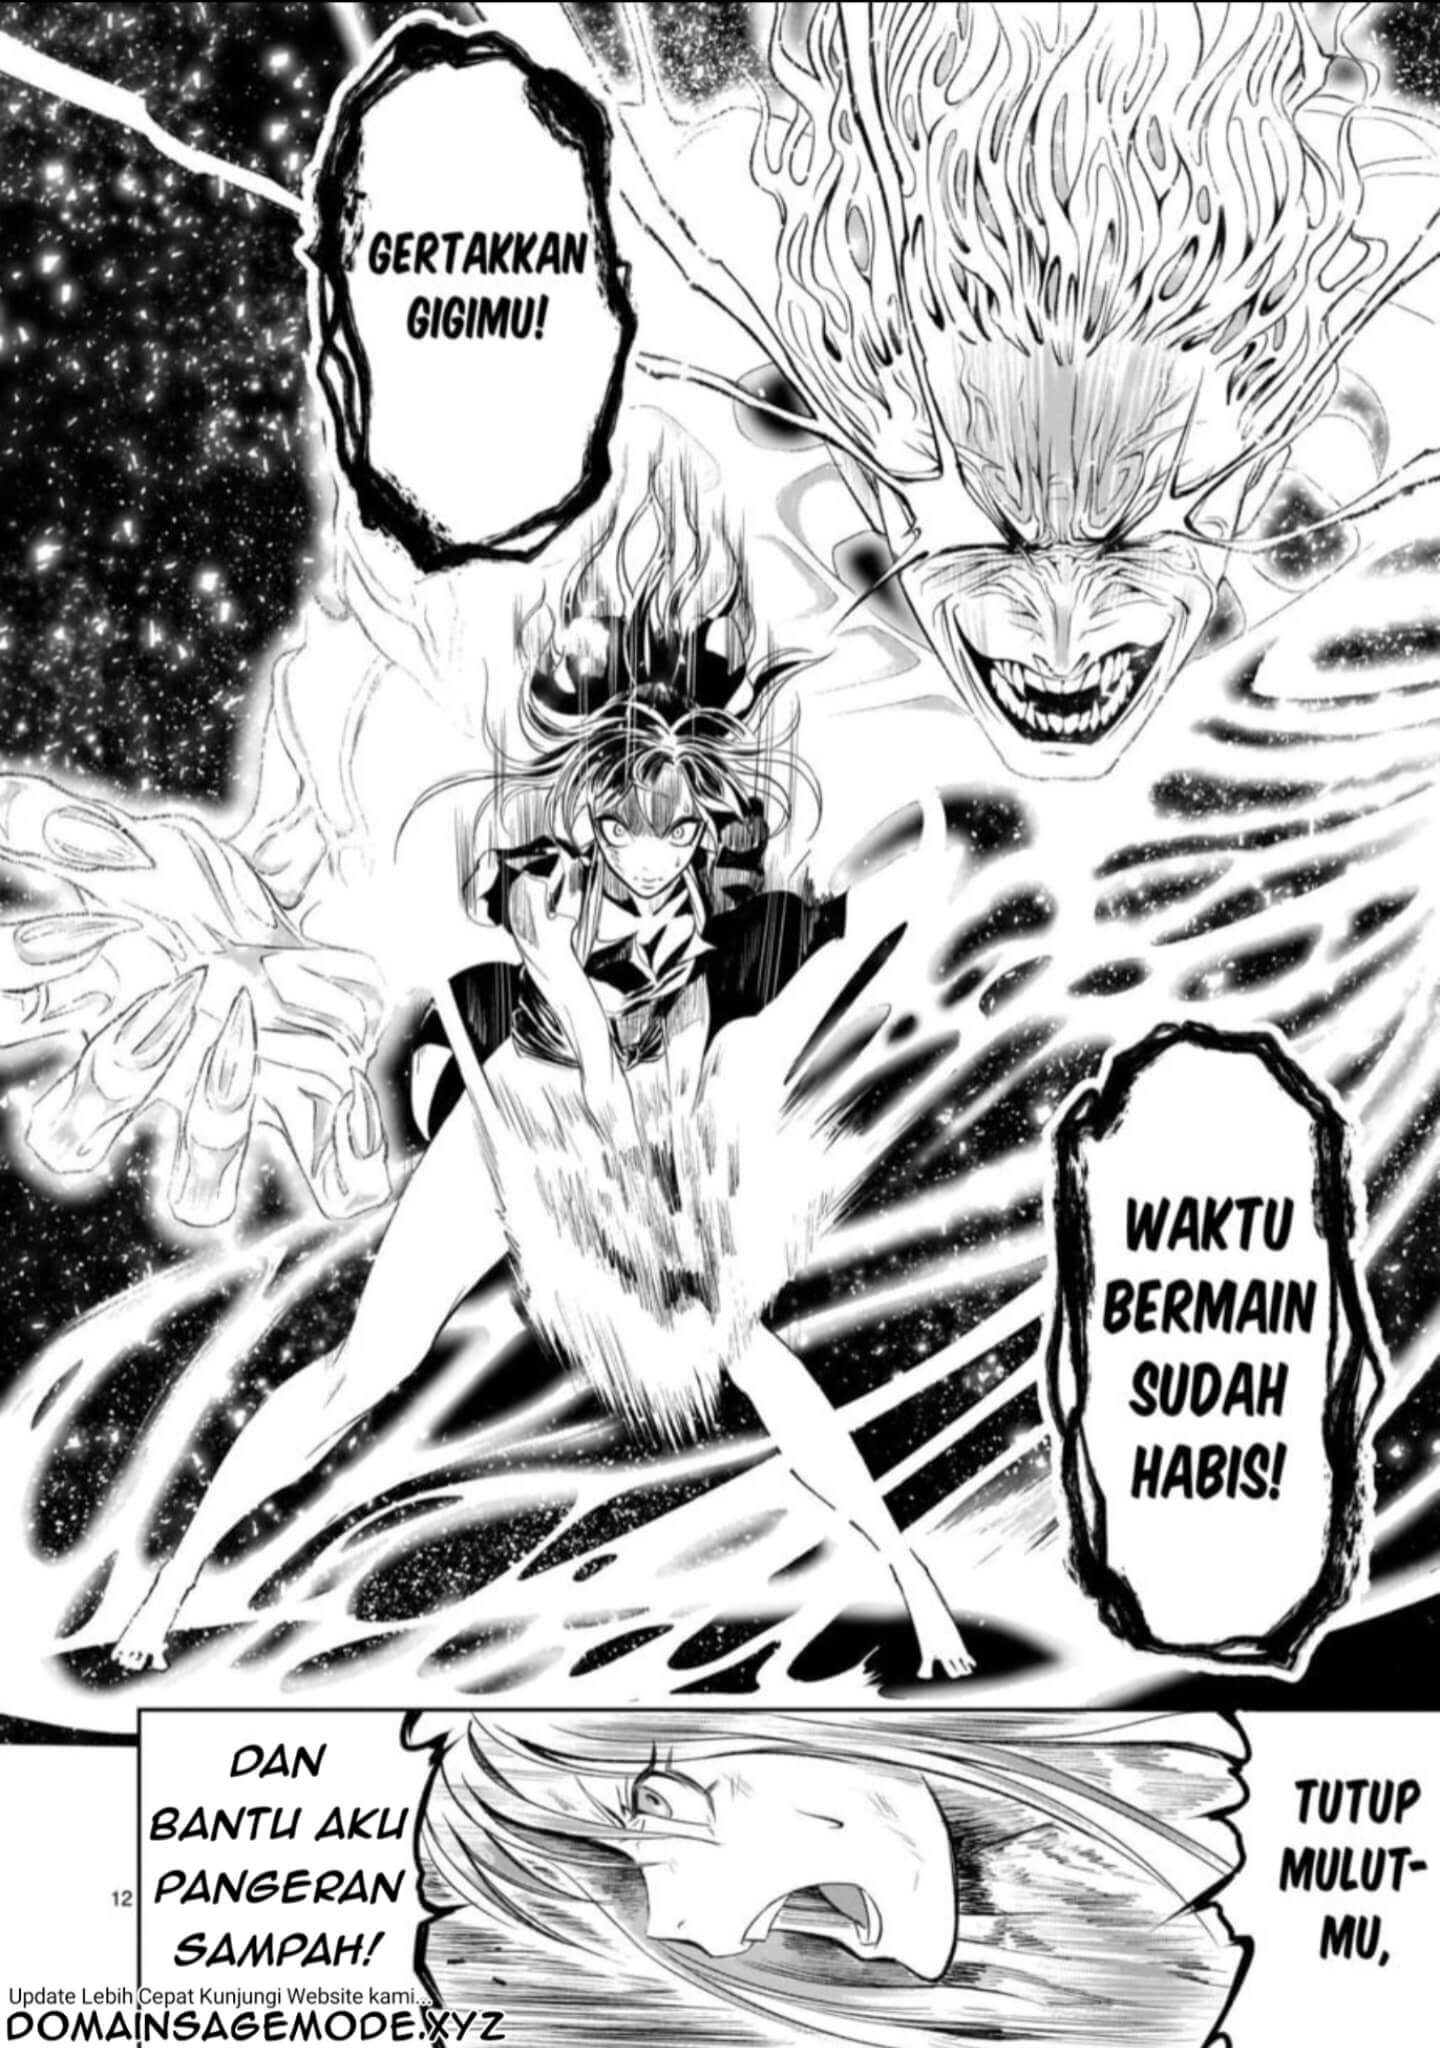 GERTAKKAN
GIGIMU!
WAKTU
BERMAIN
SUDAH
HABIS!
TUTUP
MULUT-
MU,
DAN
BANTU AKU
PANGERAN
SAMPAH!
12
Update Lebih Cepat Kunjungi Website kami...
DOMAINSAGEMODE.XYZ